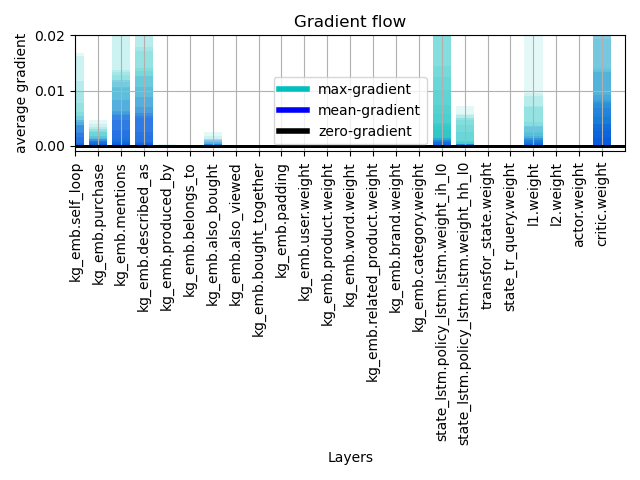 Gradient flow
average gradient
0.02
0.01
0.00
max-gradient
mean-gradient
zero-gradient
kg_emb.self_loop
kg_emb.purchase
kg_emb.mentions
kg_emb.described_as
kg_emb.produced_by
kg_emb.belongs_to
kg_emb.also_bought
kg_emb.also_viewed
kg_emb.bought_together
kg_emb.padding
kg_emb.user.weight
kg_emb.product.weight
kg_emb.word.weight
kg_emb.related_product.weight
kg_emb.brand.weight
kg_emb.category.weight
state_lstm.policy_lstm.lstm.weight_ih_l0
state_lstm.policy_lstm.lstm.weight_hh_l0
transfor_state.weight
state_tr_query.weight
l1.weight
l2.weight
actor.weight
critic.weight
Layers